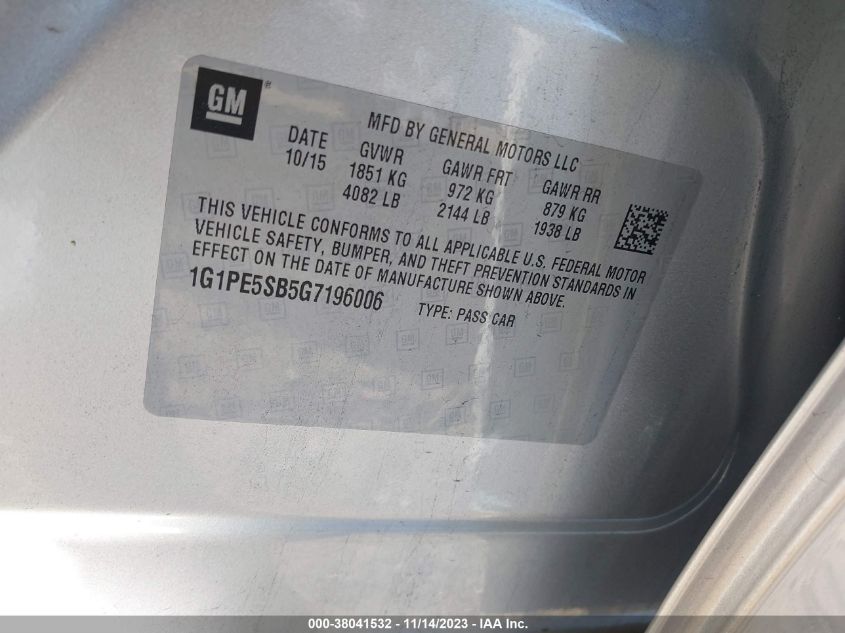 GM ®
MFD BY GENERAL MOTORS LLC
DATE GVWR GAWR FRT GAWR RR
10/15 1851 KG 972 KG 879 KG
4082 LB 2144 LB 1938 LB
THIS VEHICLE CONFORMS TO ALL APPLICABLE U.S. FEDERAL MOTOR
VEHICLE SAFETY, BUMPER, AND THEFT PREVENTION STANDARDS IN
EFFECT ON THE DATE OF MANUFACTURE SHOWN ABOVE.
1G1PE5SB5G7196006 TYPE: PASS CAR
000-38041532 - 11/14/2023 - IAA Inc.